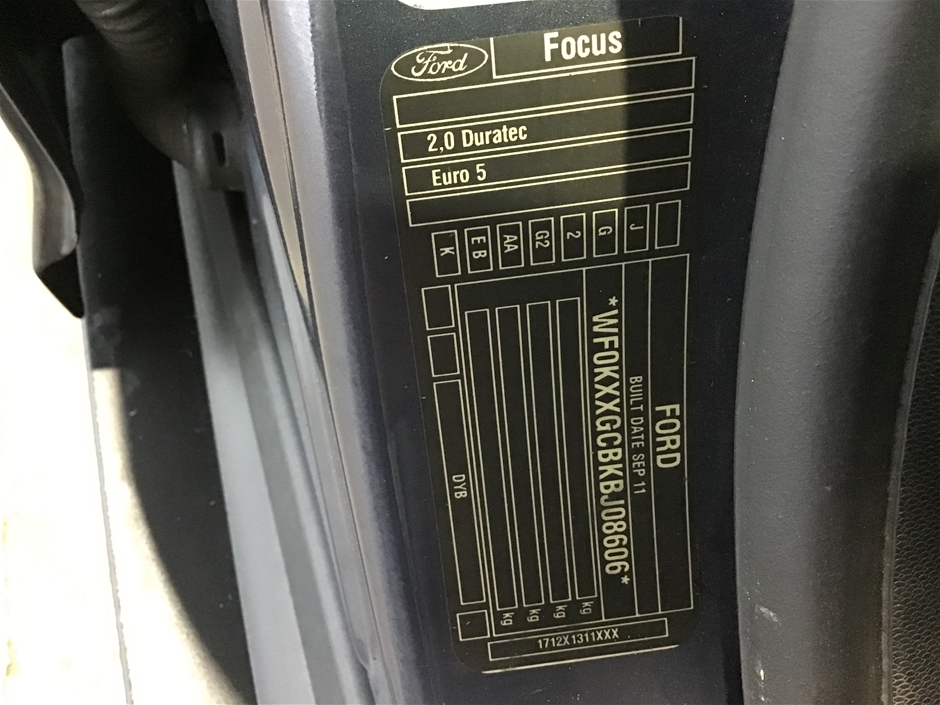 Ford
Focus
2,0 Duratec
Euro 5
K
EB
AA
G2
2
G
J
FORD
BUILT DATE SEP 11
*WF0KXXGCBKBJ08606*
kg
kg
kg
kg
DYB
1712X1311XXX